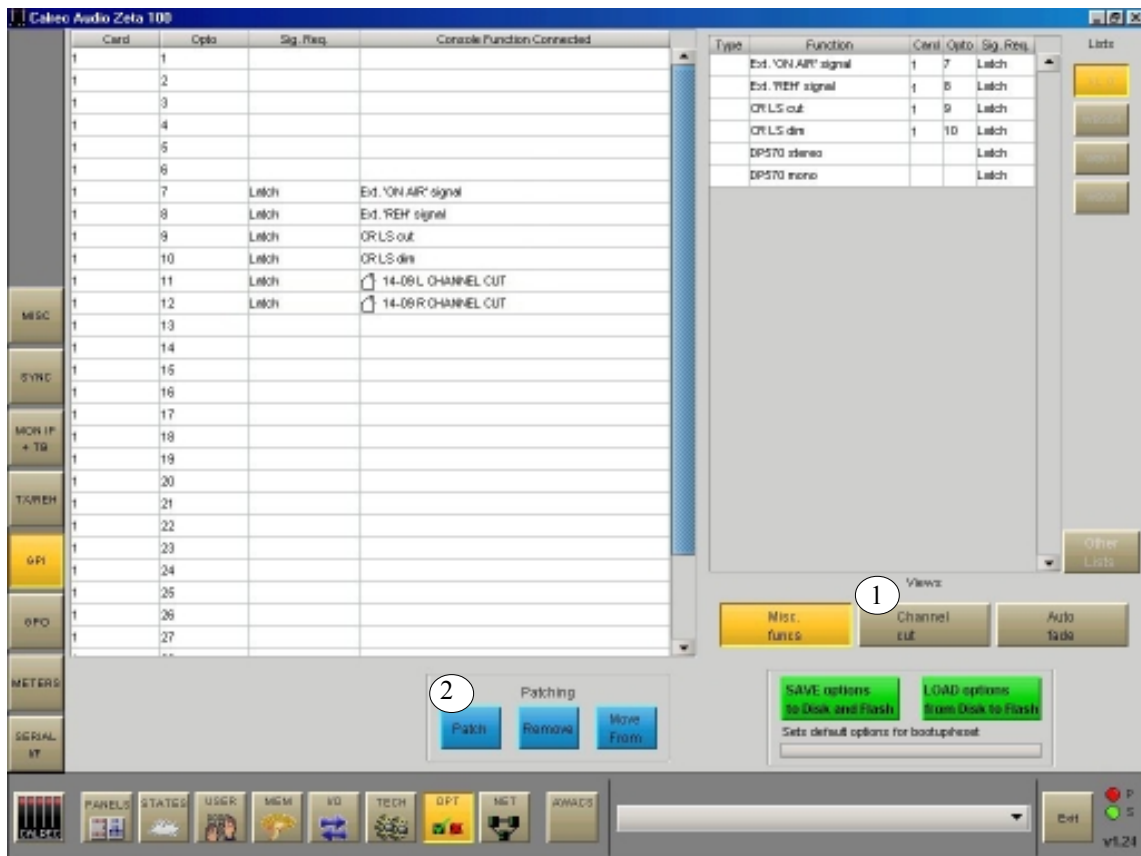 Calrec Audio Zeta 100
Card Opto Sig. Req. Console Function Connected
1 1
1 2
1 3
1 4
1 5
1 6
1 7 Latch Ext. 'ON AIR' signal
1 8 Latch Ext. 'REH' signal
1 9 Latch CR LS cut
1 10 Latch CR LS dim
1 11 Latch 14-09 L CHANNEL CUT
1 12 Latch 14-09 R CHANNEL CUT
1 13
1 14
1 15
1 16
1 17
1 18
1 19
1 20
1 21
1 22
1 23
1 24
1 25
1 26
1 27
Type Function Card Opto Sig. Req.
Ext. 'ON AIR' signal 1 7 Latch
Ext. 'REH' signal 1 8 Latch
CR LS cut 1 9 Latch
CR LS dim 1 10 Latch
DP570 stereo Latch
DP570 mono Latch
Lists
Other
Lists
Views
1
Misc.
funcs
Channel
cut
Auto
fade
MISC
SYNC
MON IP
+ TB
TX/REH
GPI
GPO
METERS
SERIAL
I/F
2
Patching
Patch
Remove
Move
From
SAVE options
to Disk and Flash
LOAD options
from Disk to Flash
Sets default options for bootup/reset
CALREC
PANELS
STATES
USER
MEM
I/O
TECH
OPT
NET
AWACS
Exit
P
S
v1.24